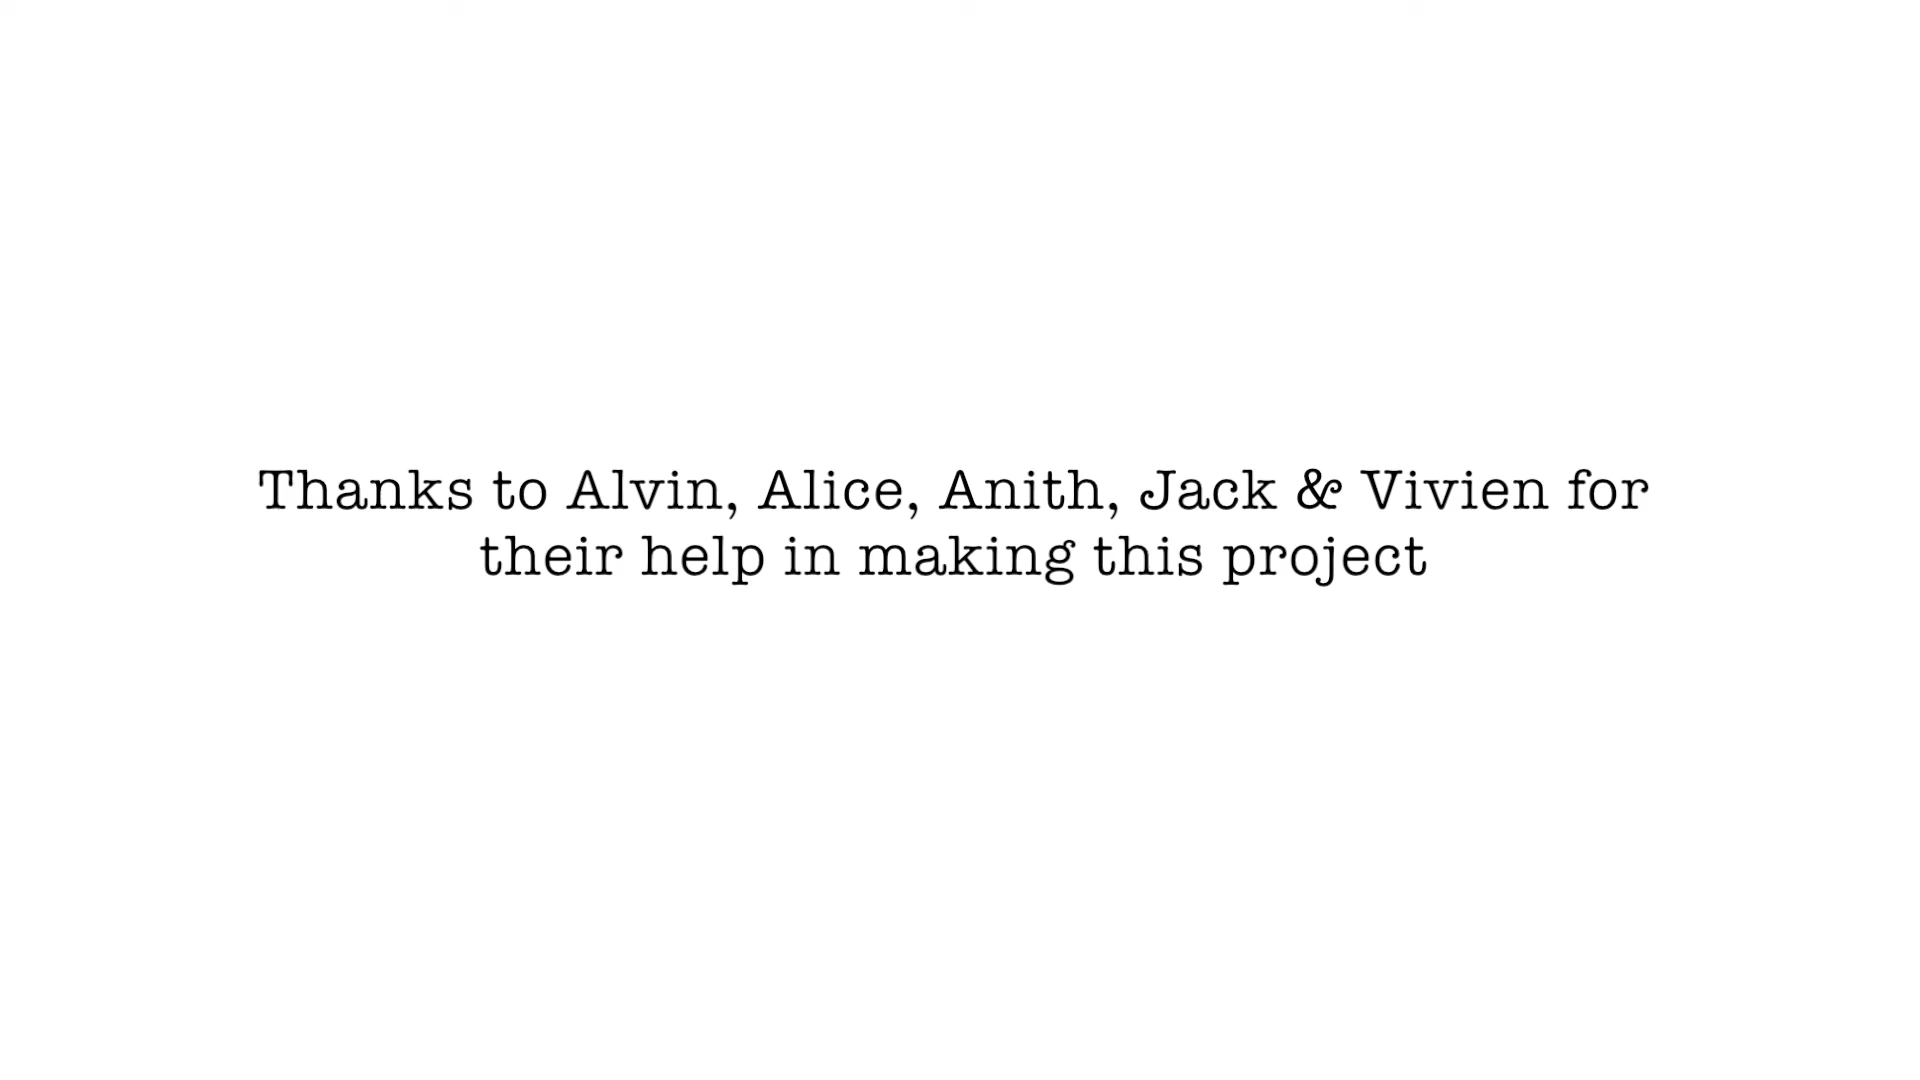 Thanks to Alvin, Alice, Anith, Jack & Vivien for
their help in making this project